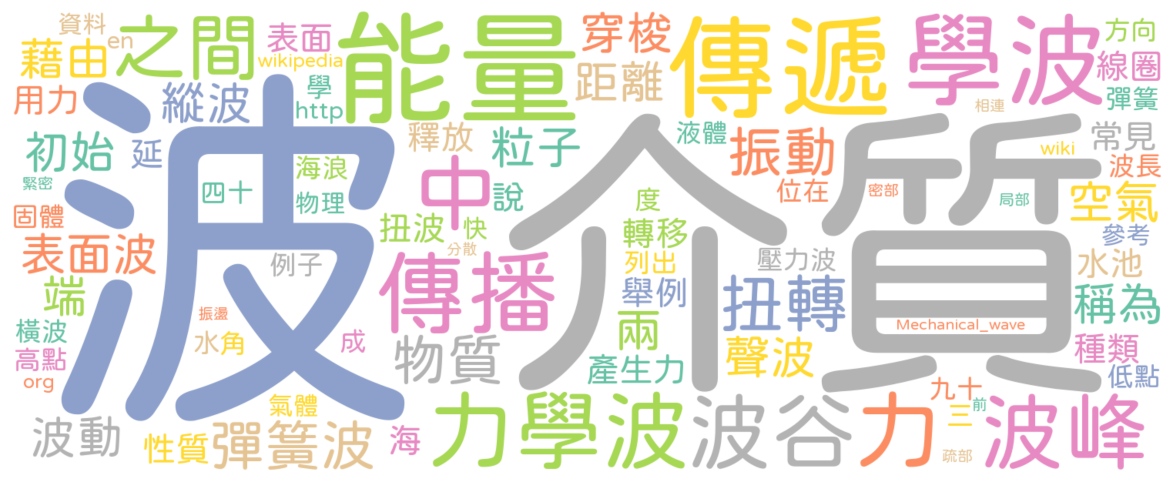 資料 en 表面 能量 穿梭 傳遞 學波 方向
藉由 之間 wikipedia 距離 線圈
用力 縱波 學 http 相連 彈簧
初始 延 釋放 粒子 液體 振動 wiki 常見
緊密 四十 海浪 中 說 位在 密部 局部 波長
波 物理 介質 空氣
固體 扭波 快 度 轉移 參考
表面波 例子 分散 列出 壓力波 水池
端 傳播 舉例 扭轉 稱為
橫波 振盪 兩 Mechanical_wave
高點 水 角 成 物質 產生力 聲波 種類
org 九十 低點
波動 氣體 力學波 波谷 力 三 前 波峰
性質 彈簧波 海 疏部